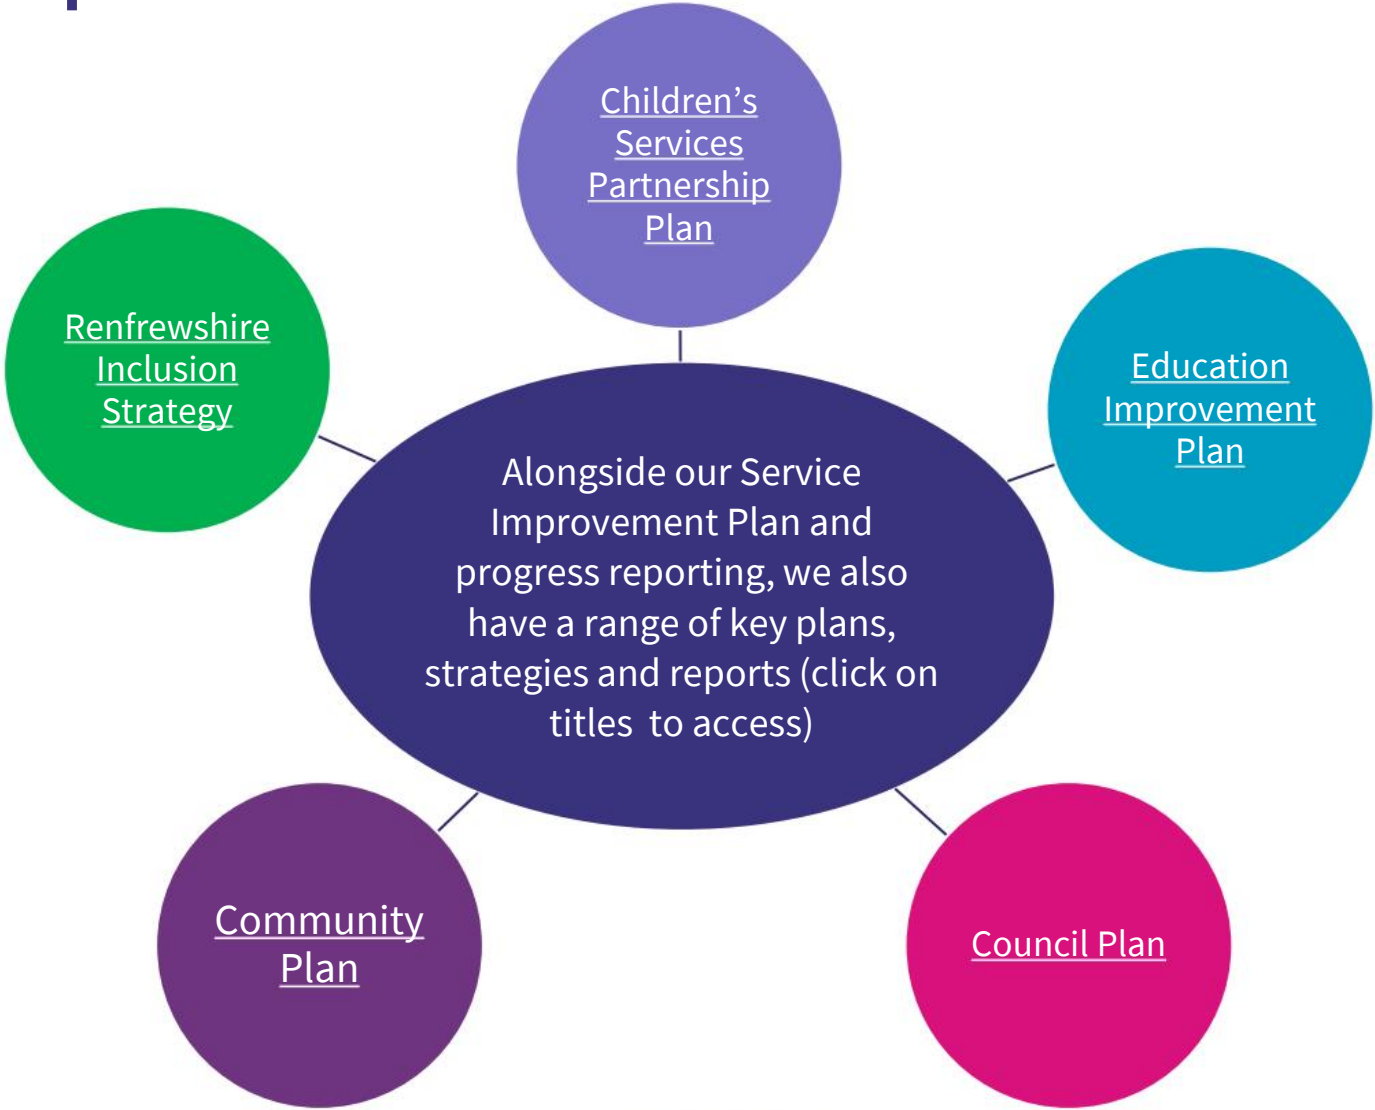 Children’s
Services
Partnership
Plan
Renfrewshire
Inclusion
Strategy
Education
Improvement
Plan
Alongside our Service
Improvement Plan and
progress reporting, we also
have a range of key plans,
strategies and reports (click on
titles  to access)
Community
Plan
Council Plan